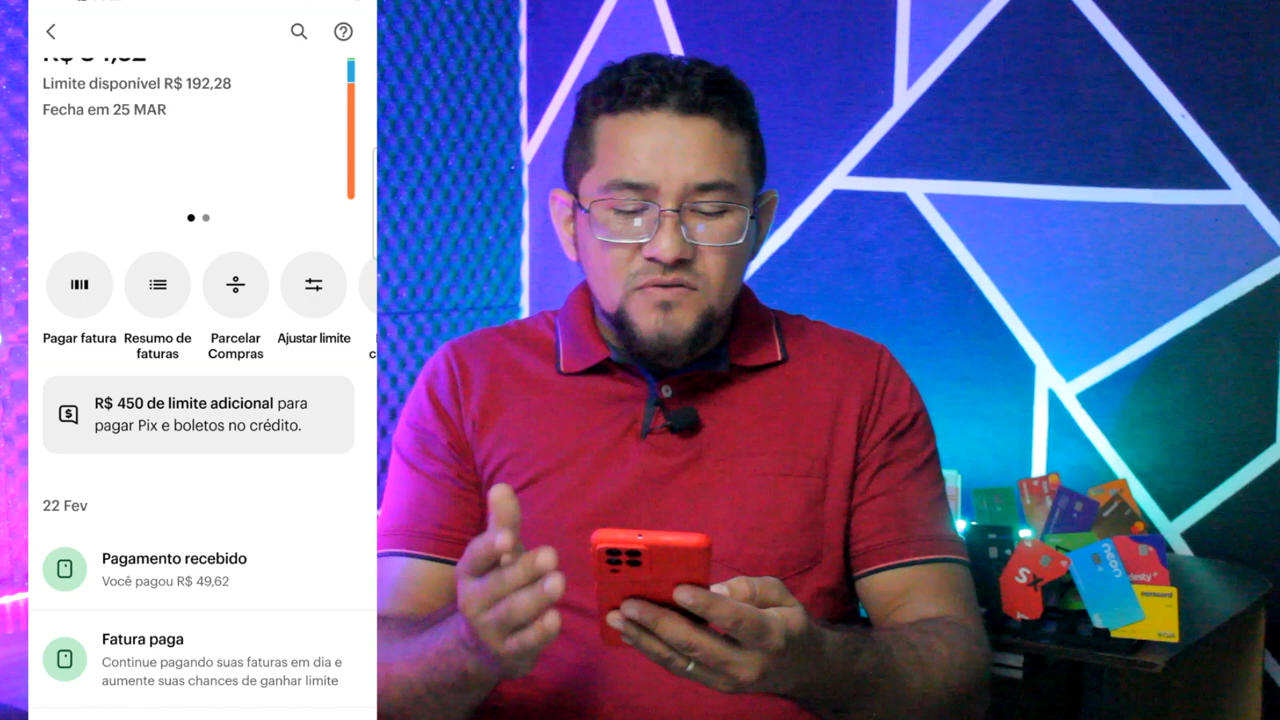 Limite disponível R$ 192,28
Fecha em 25 MAR
Pagar fatura
Resumo de
faturas
Parcelar
Compras
Ajustar limite
R$ 450 de limite adicional para
pagar Pix e boletos no crédito.
22 Fev
Pagamento recebido
Você pagou R$ 49,62
Fatura paga
Continue pagando suas faturas em dia e
aumente suas chances de ganhar limite
neon